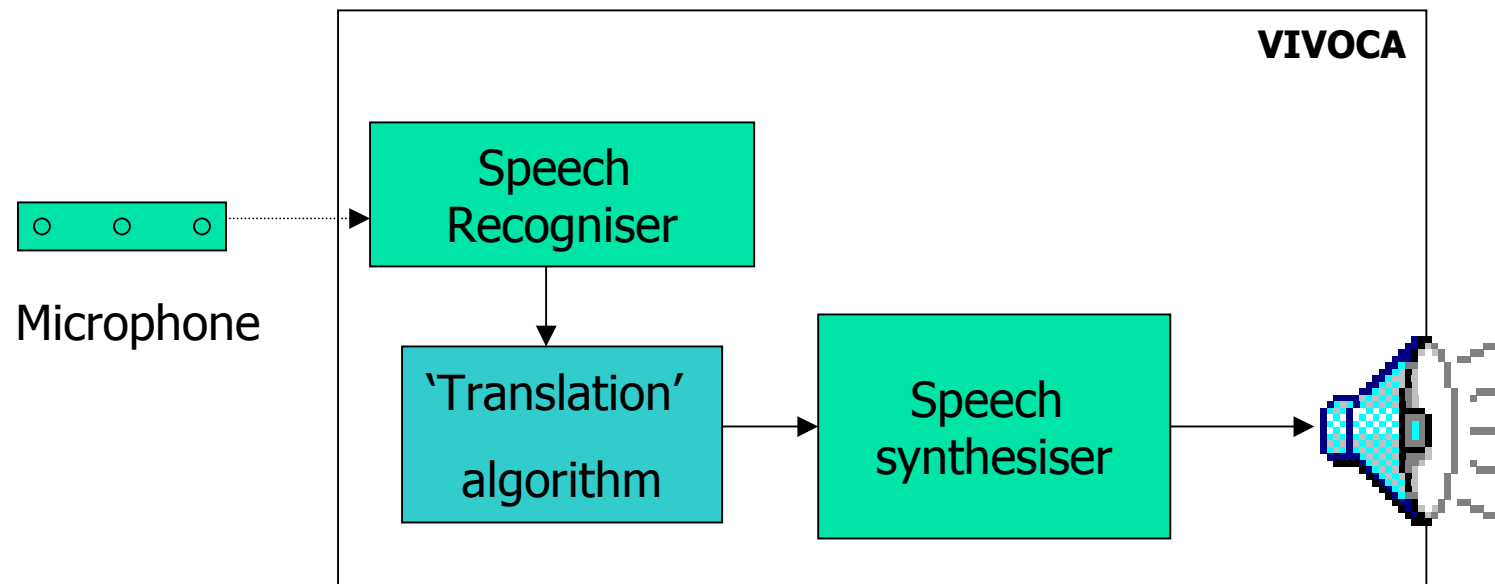 VIVOCA
Speech
Recogniser
Microphone
‘Translation’
algorithm
Speech
synthesiser